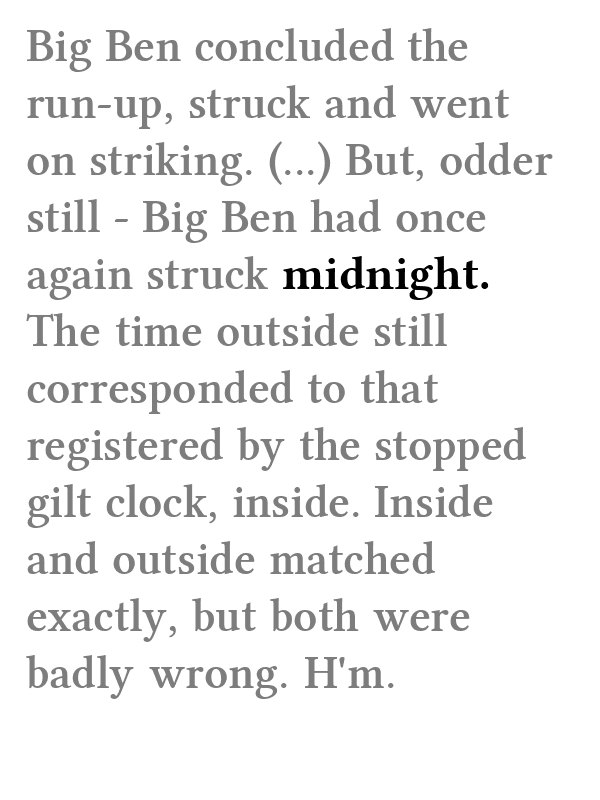 Big Ben concluded the
run-up, struck and went
on striking. (...) But, odder
still - Big Ben had once
again struck midnight.
The time outside still
corresponded to that
registered by the stopped
gilt clock, inside. Inside
and outside matched
exactly, but both were
badly wrong. H'm.